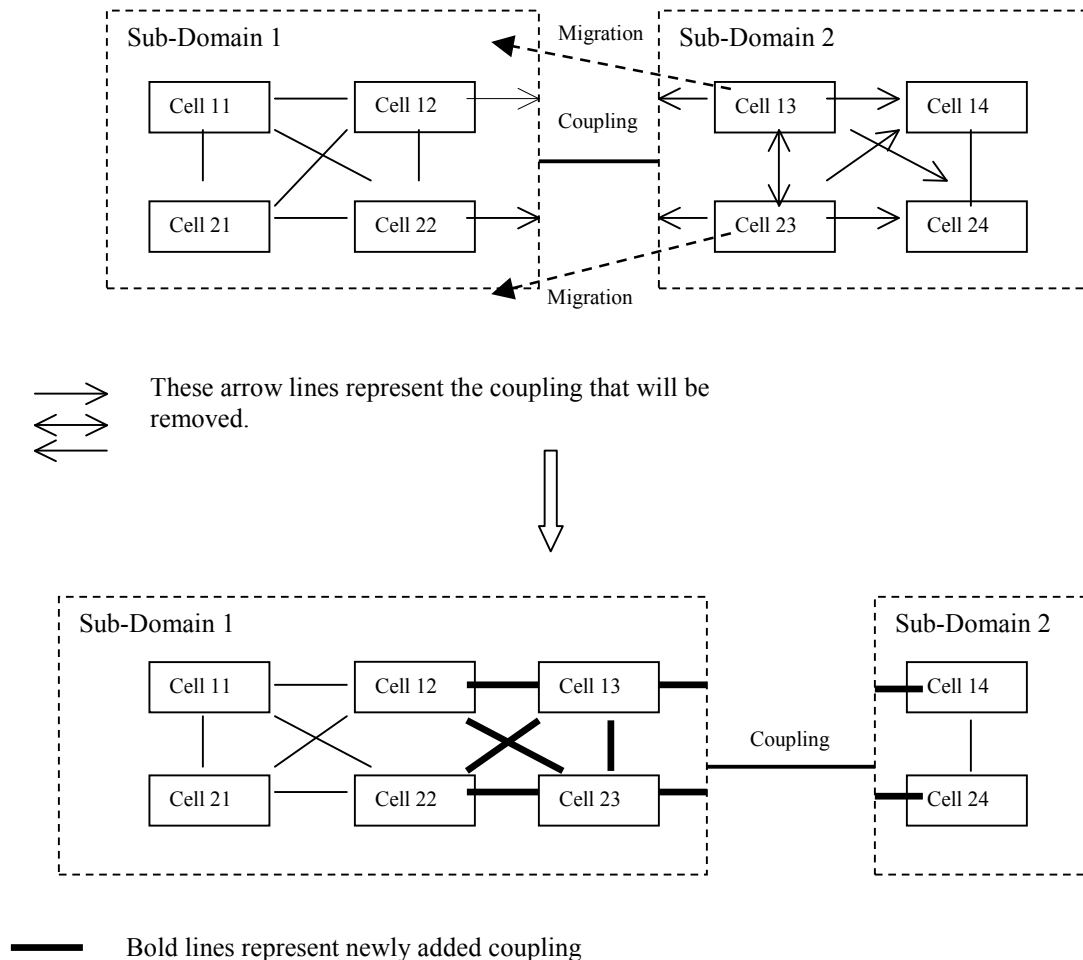 Sub-Domain 1
Migration
Sub-Domain 2
Cell 11
Cell 12
Coupling
Cell 13
Cell 14
Cell 21
Cell 22
Cell 23
Cell 24
Migration
These arrow lines represent the coupling that will be
removed.
Sub-Domain 1
Sub-Domain 2
Cell 11
Cell 12
Cell 13
Cell 14
Coupling
Cell 21
Cell 22
Cell 23
Cell 24
Bold lines represent newly added coupling